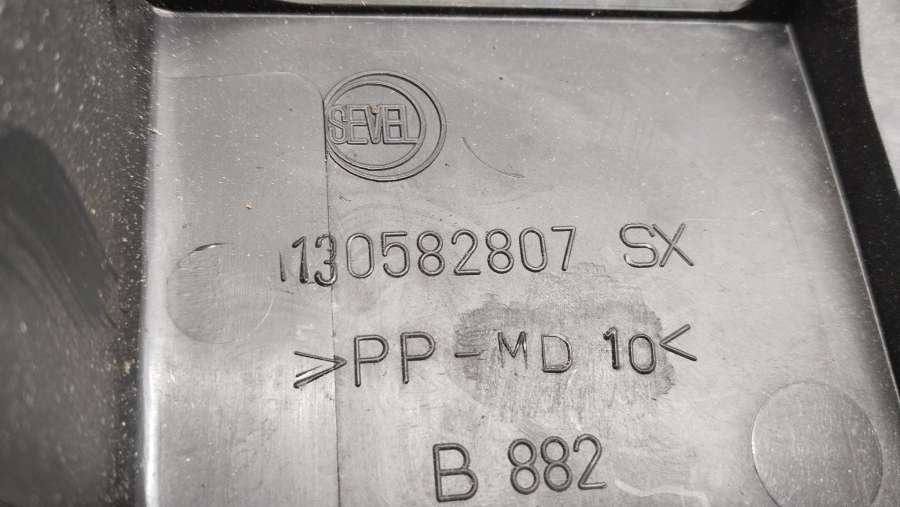 SEVEL
130582807 SX
>PP-MD 10<
B 882